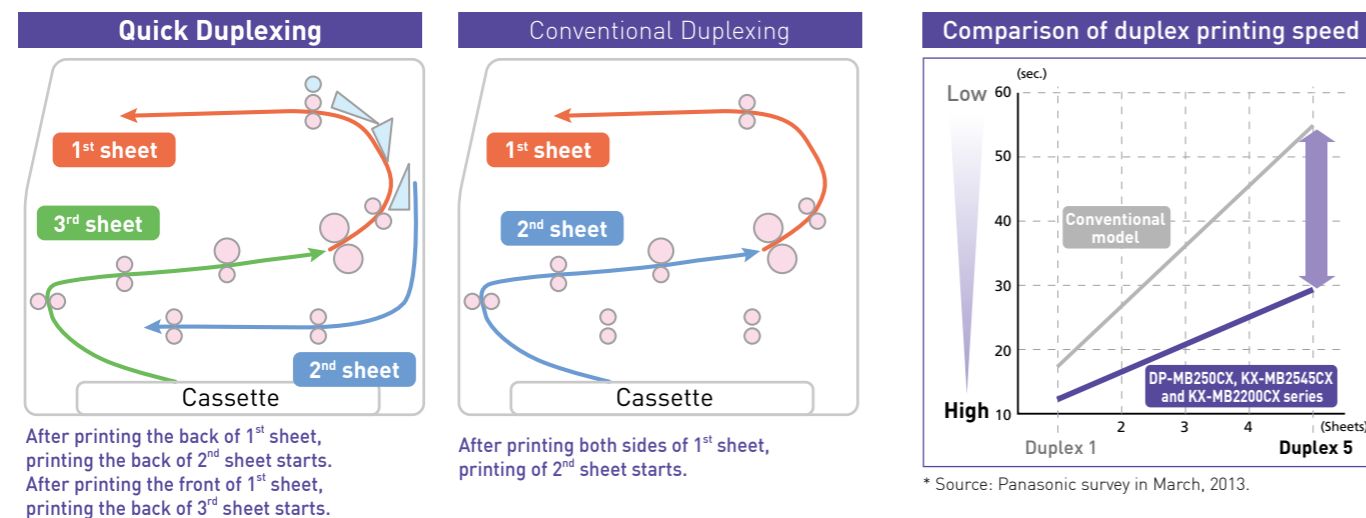 Quick Duplexing
1st sheet
3rd sheet
2nd sheet
Cassette
After printing the back of 1st sheet,
printing the back of 2nd sheet starts.
After printing the front of 1st sheet,
printing the back of 3rd sheet starts.
Conventional Duplexing
1st sheet
2nd sheet
Cassette
After printing both sides of 1st sheet,
printing of 2nd sheet starts.
Comparison of duplex printing speed
(sec.)
Low
60
50
40
30
20
High
10
Conventional
model
DP-MB250CX, KX-MB2545CX
and KX-MB2200CX series
2 3 4 (Sheets)
Duplex 1 Duplex 5
* Source: Panasonic survey in March, 2013.